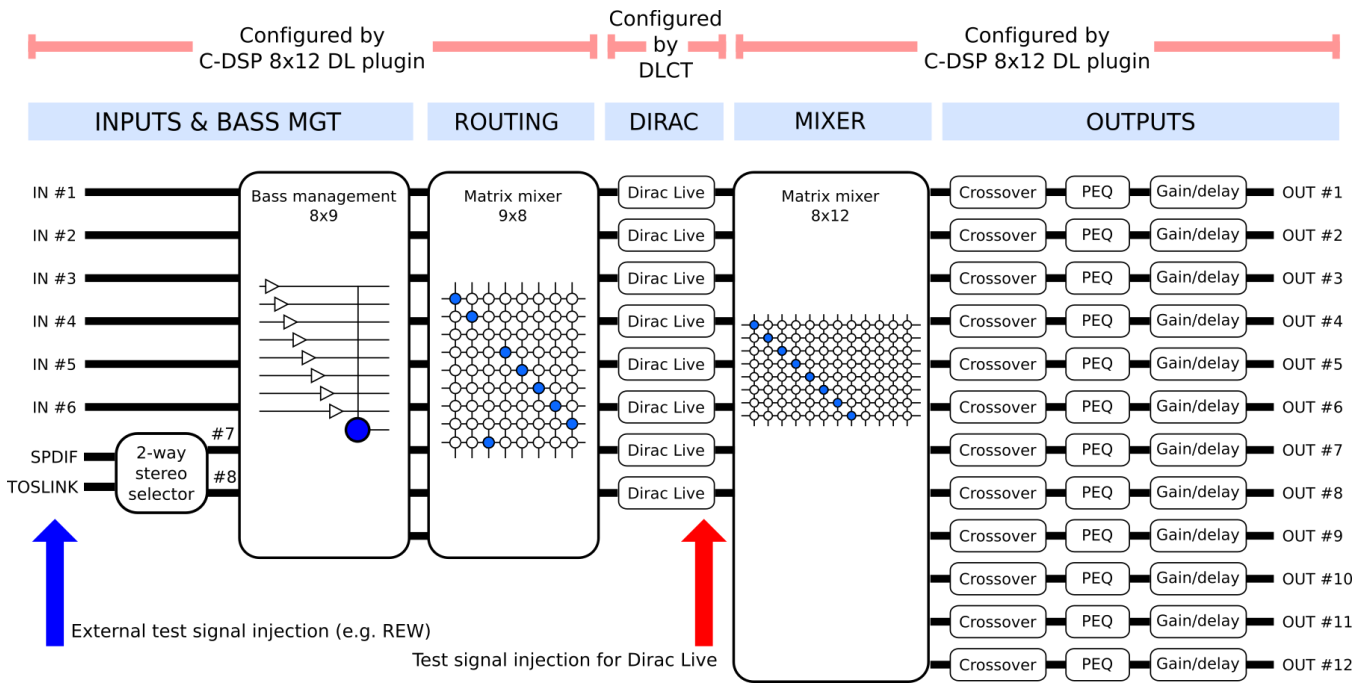 Configured by
C-DSP 8x12 DL plugin
Configured
by
DLCT
Configured by
C-DSP 8x12 DL plugin
INPUTS & BASS MGT
ROUTING
DIRAC
MIXER
OUTPUTS
IN #1
IN #2
IN #3
IN #4
IN #5
IN #6
SPDIF
TOSLINK
2-way
stereo
selector
#7
#8
Bass management
8x9
Matrix mixer
9x8
Dirac Live
Dirac Live
Dirac Live
Dirac Live
Dirac Live
Dirac Live
Dirac Live
Dirac Live
Matrix mixer
8x12
Crossover PEQ Gain/delay OUT #1
Crossover PEQ Gain/delay OUT #2
Crossover PEQ Gain/delay OUT #3
Crossover PEQ Gain/delay OUT #4
Crossover PEQ Gain/delay OUT #5
Crossover PEQ Gain/delay OUT #6
Crossover PEQ Gain/delay OUT #7
Crossover PEQ Gain/delay OUT #8
Crossover PEQ Gain/delay OUT #9
Crossover PEQ Gain/delay OUT #10
Crossover PEQ Gain/delay OUT #11
Crossover PEQ Gain/delay OUT #12
External test signal injection (e.g. REW)
Test signal injection for Dirac Live